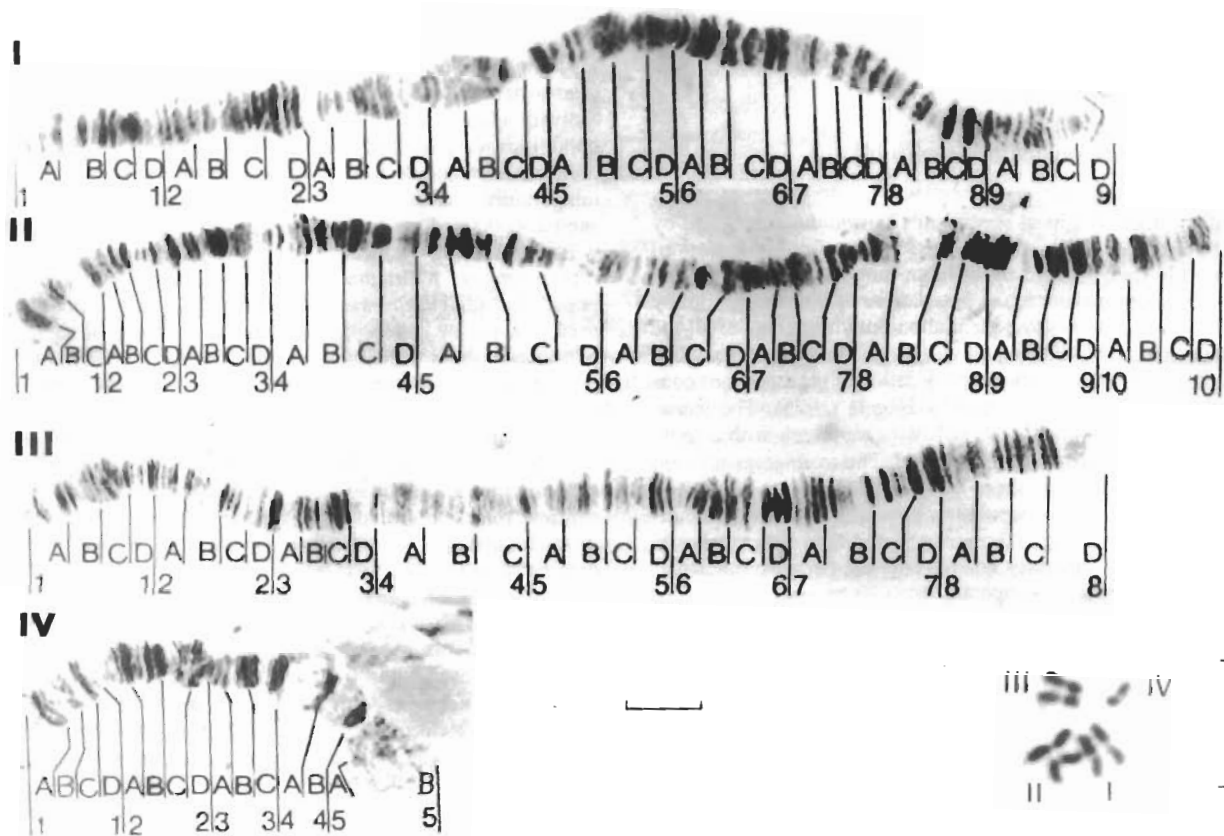 I
A B C D A B C D A B C D A B C D A B C D A B C D A B C D A B C D A B C D
1 1|2 2|3 3|4 4|5 5|6 6|7 7|8 8|9 9
II
A B C A B C D A B C D A B C D A B C D A B C D A B C D A B C D A B C D A B C D
1 1|2 2|3 3|4 4|5 5|6 6|7 7|8 8|9 9|10 10
III
A B C D A B C D A B C D A B C A B C D A B C D A B C D A B C D
1 1|2 2|3 3|4 4|5 5|6 6|7 7|8 8
IV
A B C D A B C D A B C A B A B
1 1|2 2|3 3|4 4|5 5
III IV
II I